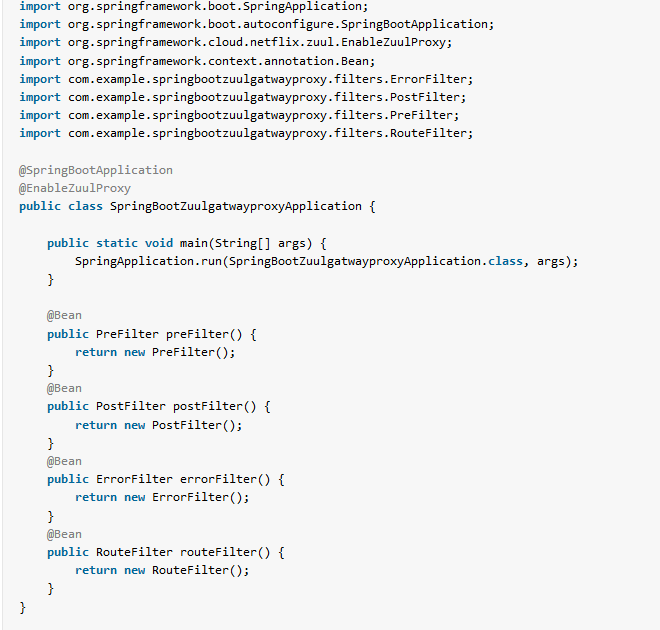 import org.springframework.boot.SpringApplication;
import org.springframework.boot.autoconfigure.SpringBootApplication;
import org.springframework.cloud.netflix.zuul.EnableZuulProxy;
import org.springframework.context.annotation.Bean;
import com.example.springbootzuulgatwayproxy.filters.ErrorFilter;
import com.example.springbootzuulgatwayproxy.filters.PostFilter;
import com.example.springbootzuulgatwayproxy.filters.PreFilter;
import com.example.springbootzuulgatwayproxy.filters.RouteFilter;

@SpringBootApplication
@EnableZuulProxy
public class SpringBootZuulgatwayproxyApplication {

    public static void main(String[] args) {
        SpringApplication.run(SpringBootZuulgatwayproxyApplication.class, args);
    }

    @Bean
    public PreFilter preFilter() {
        return new PreFilter();
    }
    @Bean
    public PostFilter postFilter() {
        return new PostFilter();
    }
    @Bean
    public ErrorFilter errorFilter() {
        return new ErrorFilter();
    }
    @Bean
    public RouteFilter routeFilter() {
        return new RouteFilter();
    }
}